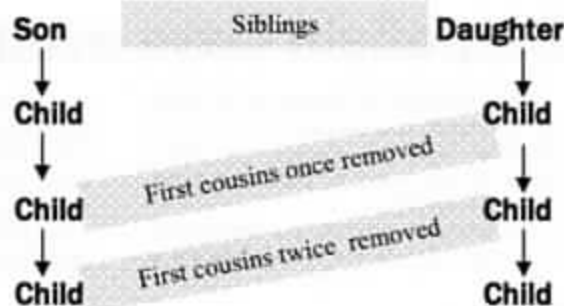 Son Siblings Daughter
Child Child
First cousins once removed
Child Child
First cousins twice removed
Child Child